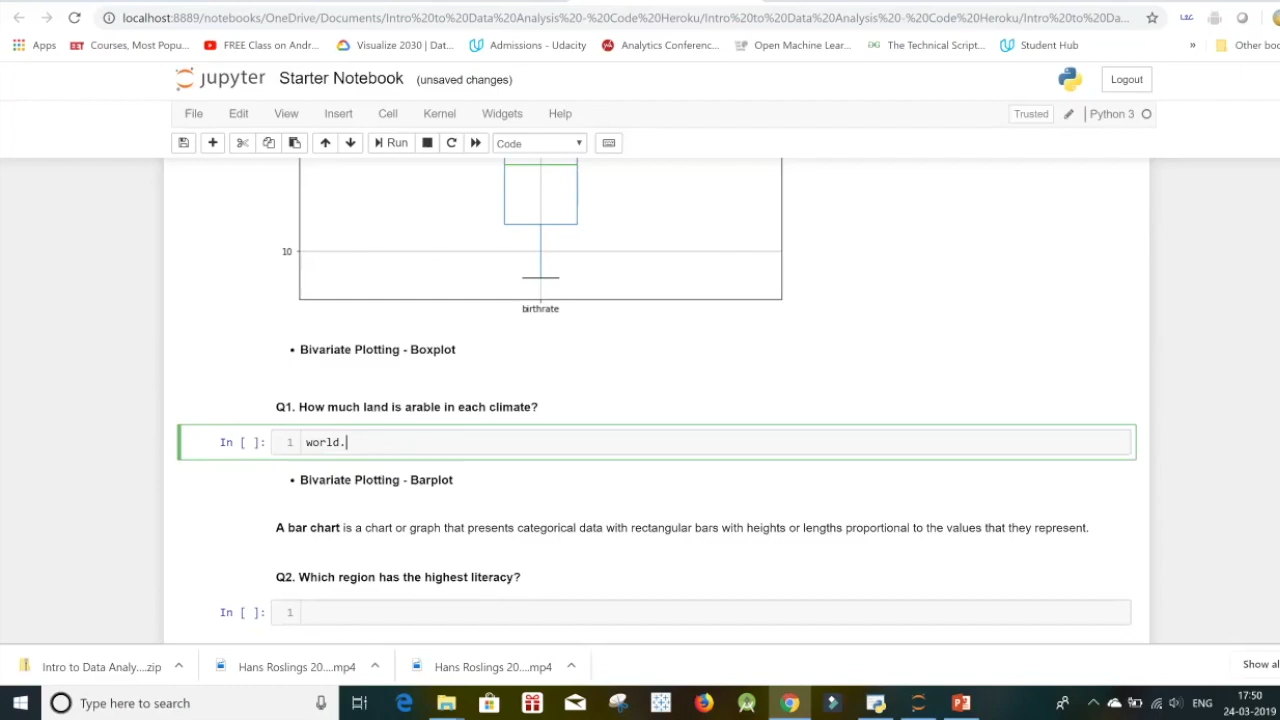 localhost:8889/notebooks/OneDrive/Documents/Intro%20to%20Data%20Analysis%20-%20Code%20Heroku/Intro%20to%20Data%20Analysis%20-%20Code%20Heroku/Intro%20to%20Da...
Apps Courses, Most Popu... FREE Class on Andr... Visualize 2030 | Dat... Admissions - Udacity Analytics Conferenc... Open Machine Lear... The Technical Script... Student Hub » Other boo
jupyter Starter Notebook (unsaved changes) Logout
File Edit View Insert Cell Kernel Widgets Help Trusted Python 3
Run Code
10
birthrate
• Bivariate Plotting - Boxplot
Q1. How much land is arable in each climate?
In [ ]: 1 world.
• Bivariate Plotting - Barplot
A bar chart is a chart or graph that presents categorical data with rectangular bars with heights or lengths proportional to the values that they represent.
Q2. Which region has the highest literacy?
In [ ]: 1
Intro to Data Analy....zip Hans Roslings 20....mp4 Hans Roslings 20....mp4 Show al
Type here to search ENG 17:50
24-03-2019